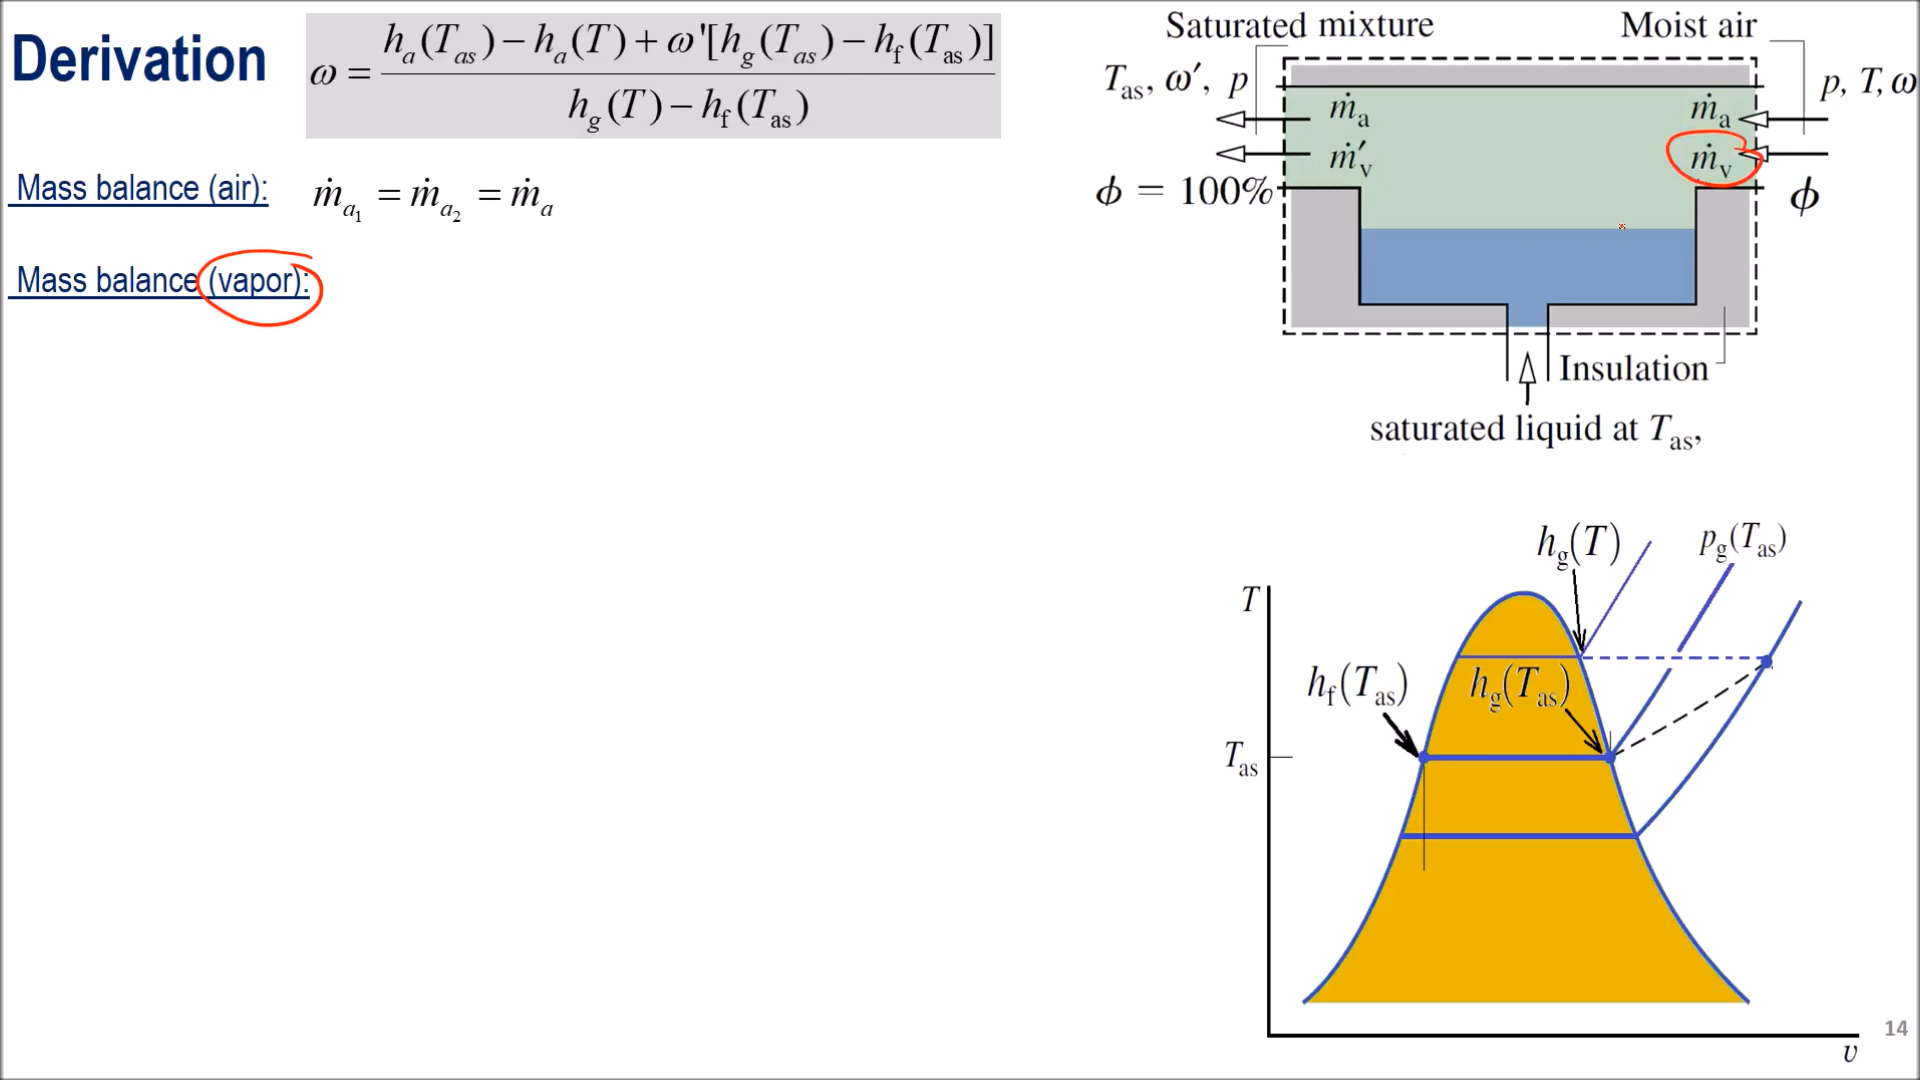 Derivation
ω = (h_a(T_as) − h_a(T) + ω'[h_g(T_as) − h_f(T_as)]) / (h_g(T) − h_f(T_as))
Mass balance (air): ṁ_a₁ = ṁ_a₂ = ṁ_a
Mass balance (vapor):
Saturated mixture
Moist air
T_as, ω′, p
p, T, ω
ṁ_a
ṁ_a
ṁ′_v
ṁ_v
ϕ = 100%
ϕ
Insulation
saturated liquid at T_as,
h_g(T)
p_g(T_as)
T
h_f(T_as)
h_g(T_as)
T_as
v
14